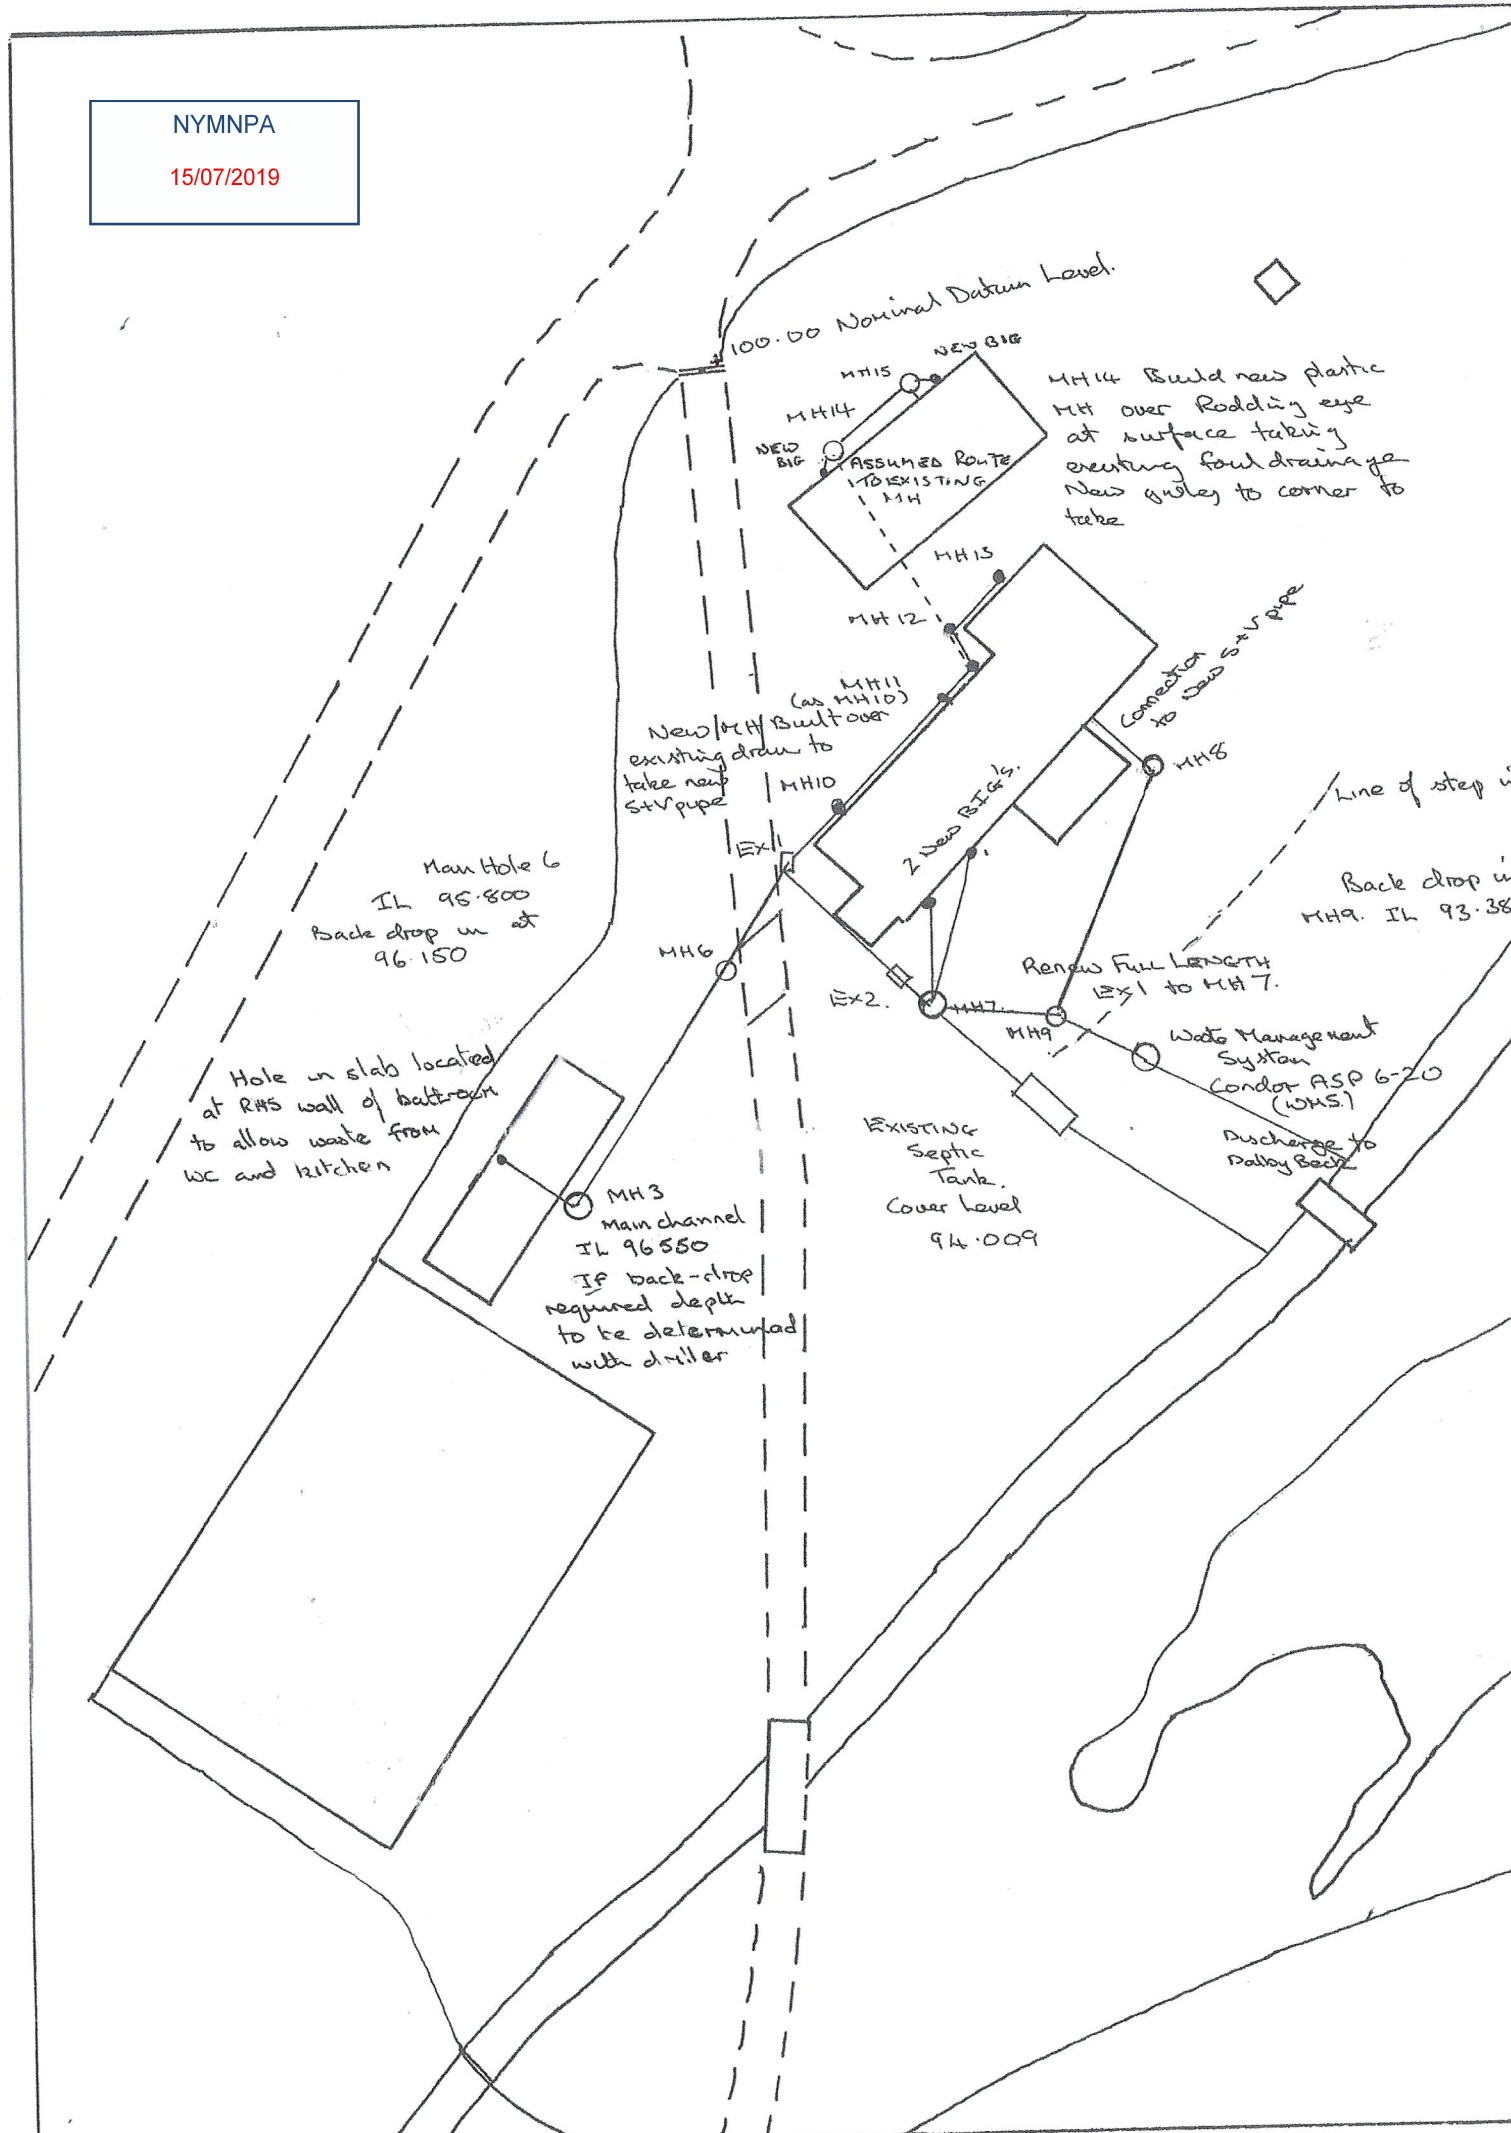 NYMNPA
15/07/2019
100.00 Nominal Datum Level.
NEW BIG
MH15
MH14
NEW
BIG
ASSUMED ROUTE
TO EXISTING
MH
MH14 Build new plastic
MH over Rodding eye
at surface taking
existing foul drainage
New gulley to corner to
take
MH13
MH12
MH11
(as MH10)
New MH Built over
existing drain to
take new
S+V pipe
MH10
Connection
to New S+V pipe
MH8
2 New B.I.G's.
Line of step
Ex1
Man Hole 6
IL 95.800
Back drop in at
96.150
MH6
Back drop
MH9. IL 93.38
Renew FULL LENGTH
Ex1 to MH7.
Ex2.
MH7.
MH9
Waste Management
System
Condor ASP 6-20
(WMS.)
Discharge to
Dalby Beck
Hole in slab located
at RHS wall of bathroom
to allow waste from
WC and kitchen
EXISTING
Septic
Tank.
Cover Level
94.009
MH3
Main channel
IL 96550
If back-drop
required depth
to be determined
with driller